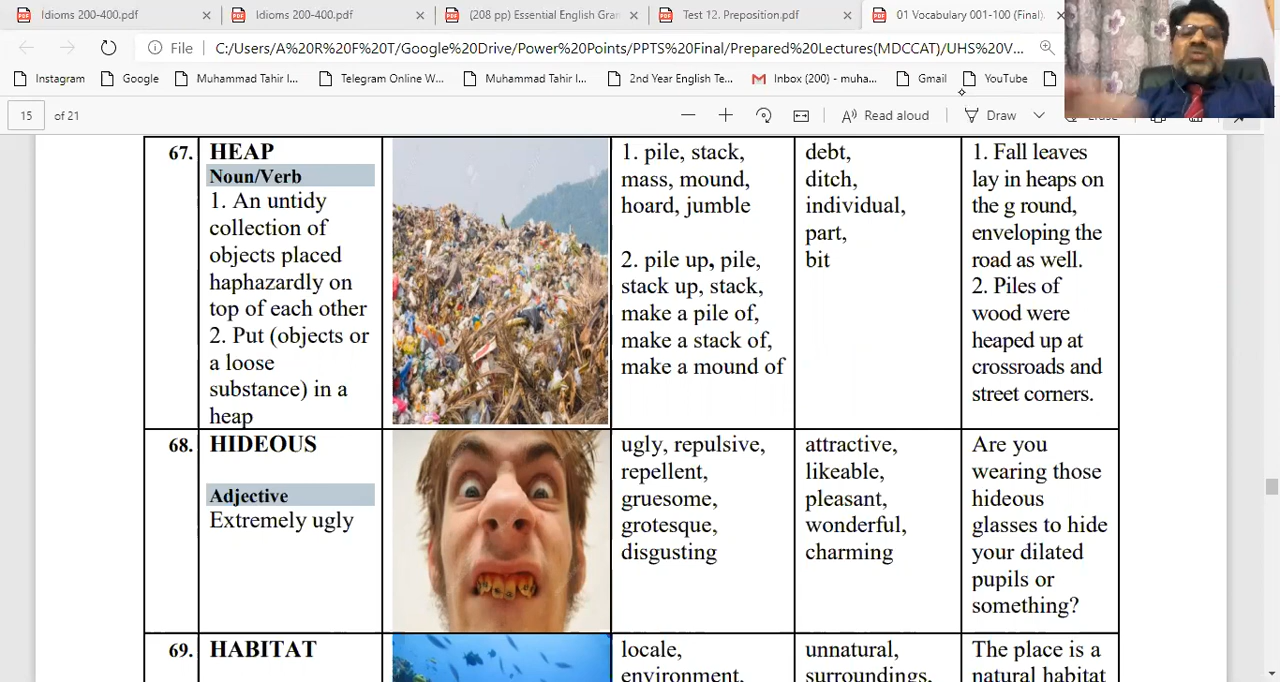 Idioms 200-400.pdf
Idioms 200-400.pdf
(208 pp) Essential English Gran
Test 12. Preposition.pdf
01 Vocabulary 001-100 (Final).
File
C:/Users/A%20R%20F%20T/Google%20Drive/Power%20Points/PPTS%20Final/Prepared%20Lectures(MDCCAT)/UHS%20V...
Instagram
Google
Muhammad Tahir I...
Telegram Online W...
Muhammad Tahir I...
2nd Year English Te...
Inbox (200) - muha...
Gmail
YouTube
15 of 21
Read aloud
Draw
67.
HEAP
Noun/Verb
1. An untidy
collection of
objects placed
haphazardly on
top of each other
2. Put (objects or
a loose
substance) in a
heap
1. pile, stack,
mass, mound,
hoard, jumble
2. pile up, pile,
stack up, stack,
make a pile of,
make a stack of,
make a mound of
debt,
ditch,
individual,
part,
bit
1. Fall leaves
lay in heaps on
the g round,
enveloping the
road as well.
2. Piles of
wood were
heaped up at
crossroads and
street corners.
68.
HIDEOUS
Adjective
Extremely ugly
ugly, repulsive,
repellent,
gruesome,
grotesque,
disgusting
attractive,
likeable,
pleasant,
wonderful,
charming
Are you
wearing those
hideous
glasses to hide
your dilated
pupils or
something?
69.
HABITAT
locale,
environment,
unnatural,
surroundings,
The place is a
natural habitat